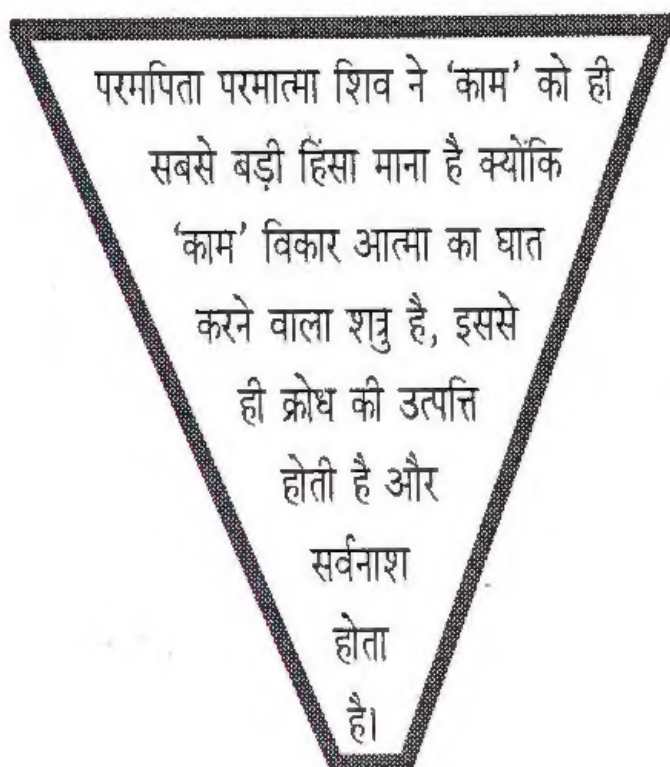 परमपिता परमात्मा शिव ने ‘काम’ को ही
सबसे बड़ी हिंसा माना है क्योंकि
‘काम’ विकार आत्मा का घात
करने वाला शत्रु है, इससे
ही क्रोध की उत्पत्ति
होती है और
सर्वनाश
होता
है।